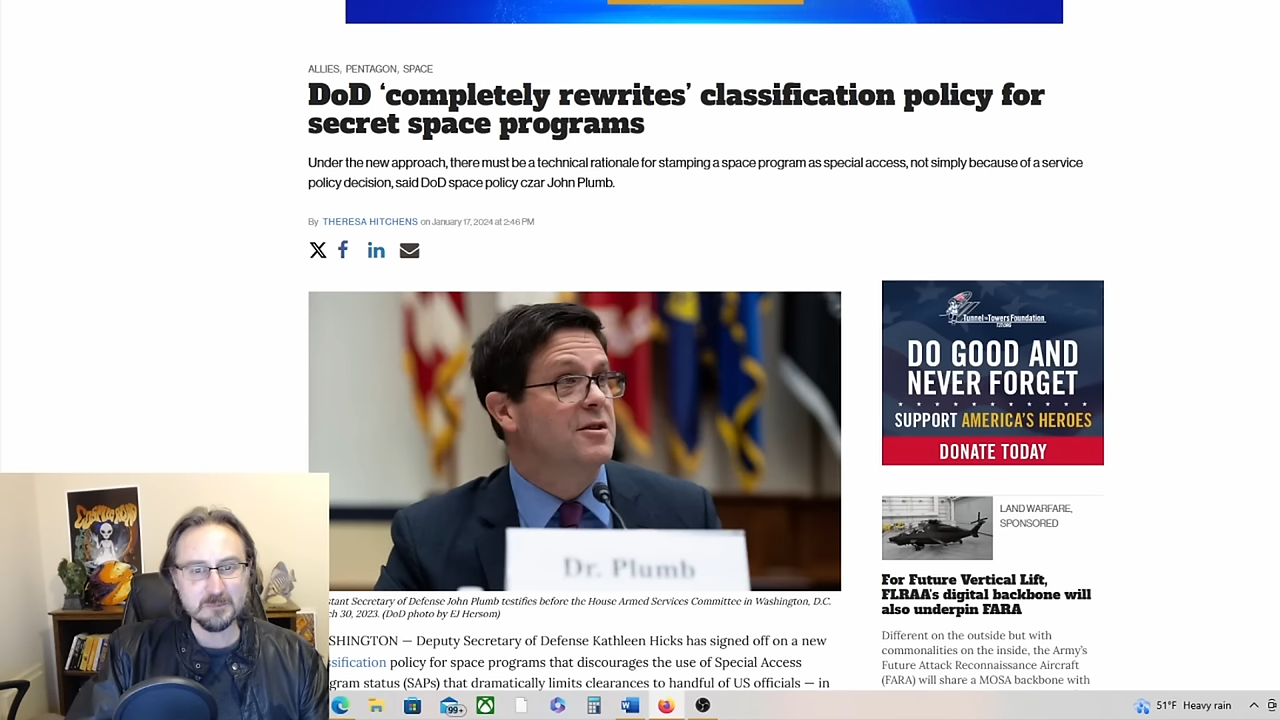 ALLIES, PENTAGON, SPACE
DoD ‘completely rewrites’ classification policy for
secret space programs
Under the new approach, there must be a technical rationale for stamping a space program as special access, not simply because of a service
policy decision, said DoD space policy czar John Plumb.
By THERESA HITCHENS on January 17, 2024 at 2:46 PM
Dr. Plumb
stant Secretary of Defense John Plumb testifies before the House Armed Services Committee in Washington, D.C.
ch 30, 2023. (DoD photo by EJ Hersom)
SHINGTON — Deputy Secretary of Defense Kathleen Hicks has signed off on a new
sification policy for space programs that discourages the use of Special Access
gram status (SAPs) that dramatically limits clearances to handful of US officials — in
Tunnel to Towers Foundation
DO GOOD AND
NEVER FORGET
SUPPORT AMERICA'S HEROES
DONATE TODAY
LAND WARFARE,
SPONSORED
For Future Vertical Lift,
FLRAA's digital backbone will
also underpin FARA
Different on the outside but with
commonalities on the inside, the Army's
Future Attack Reconnaissance Aircraft
(FARA) will share a MOSA backbone with
99+
51°F Heavy rain